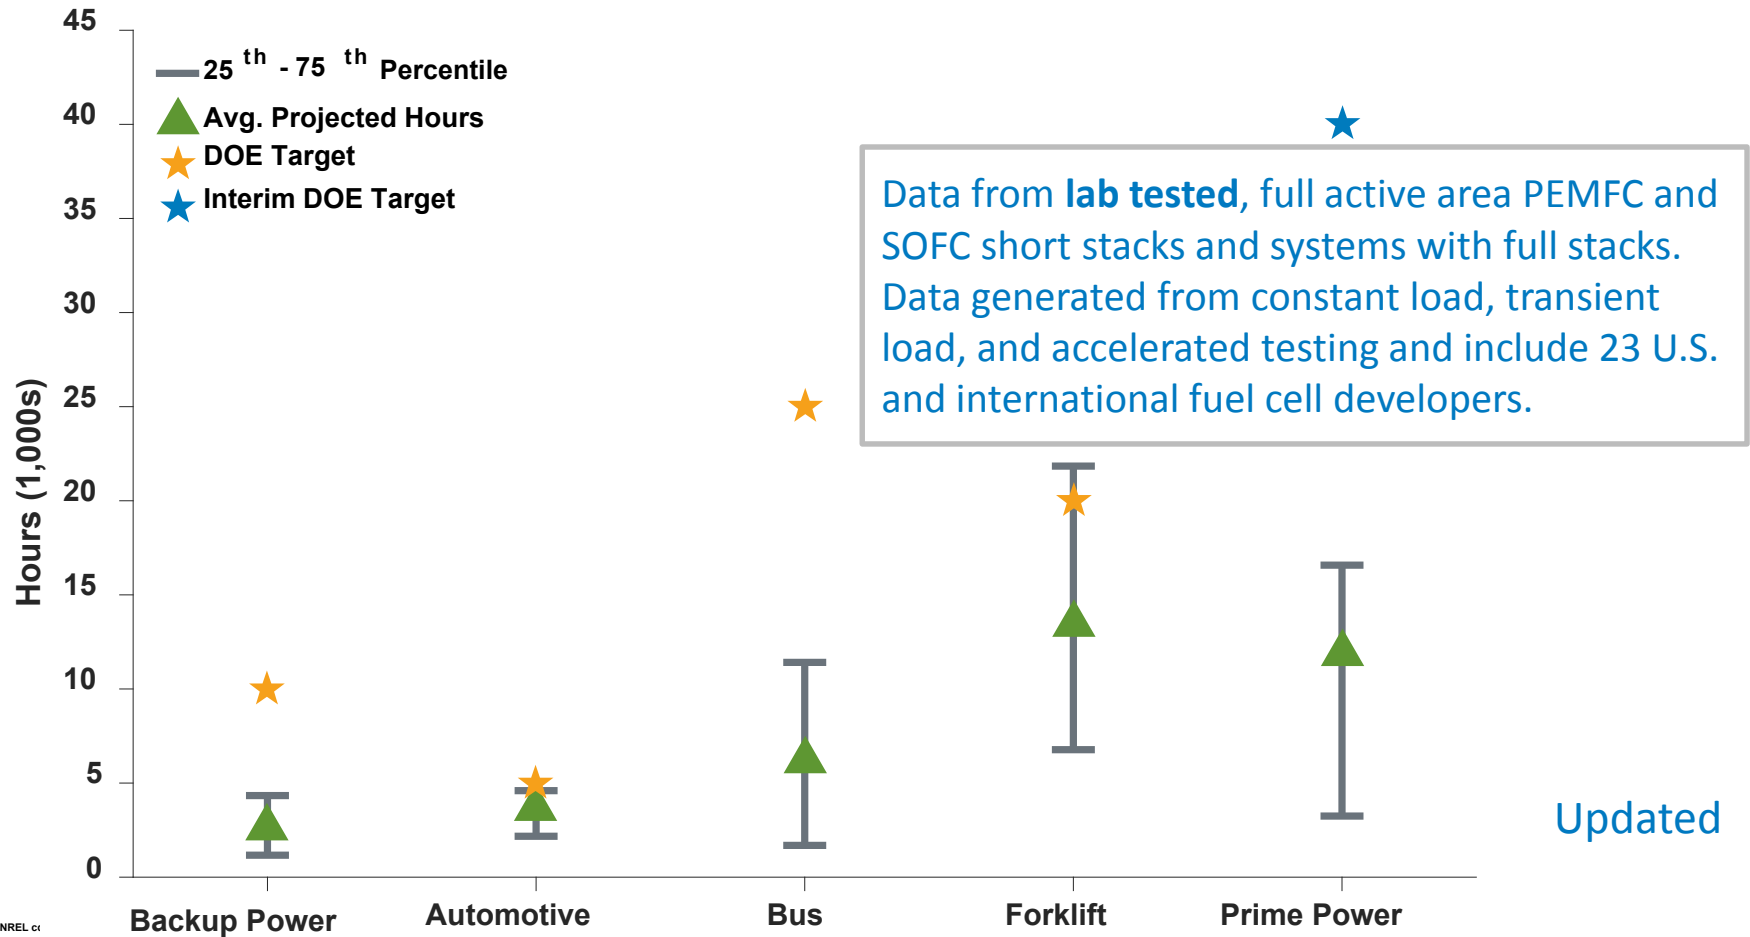 45
40
35
30
25
20
15
10
5
0
Hours (1,000s)
25 th - 75 th Percentile
Avg. Projected Hours
DOE Target
Interim DOE Target
Data from lab tested, full active area PEMFC and
SOFC short stacks and systems with full stacks.
Data generated from constant load, transient
load, and accelerated testing and include 23 U.S.
and international fuel cell developers.
Updated
Backup Power
Automotive
Bus
Forklift
Prime Power
NREL